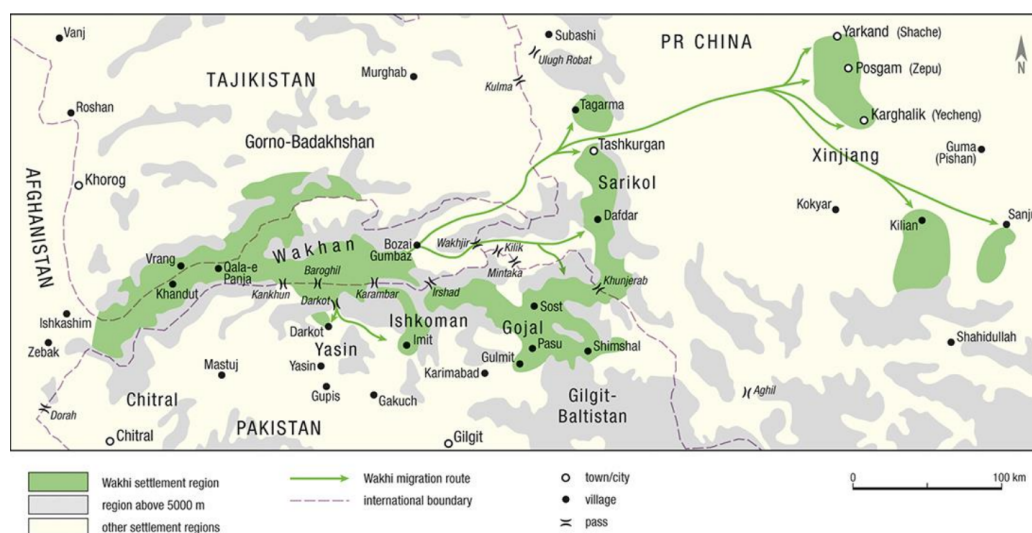 Vanj
Subashi
PR CHINA
Yarkand (Shache)
N
Ulugh Robat
TAJIKISTAN
Murghab
Kulma
Posgam (Zepu)
Roshan
Tagarma
Karghalik (Yecheng)
Gorno-Badakhshan
Tashkurgan
Xinjiang
Guma
(Pishan)
AFGHANISTAN
Khorog
Sarikol
Kokyar
Dafdar
Kilian
Sanju
Wakhan
Bozai
Gumbaz
Wakhjir
Kilik
Mintaka
Vrang
Qala-e
Panja
Baroghil
Khandut
Kankhun
Karambar
Irshad
Khunjerab
Darkot
Ishkashim
Darkot
Ishkoman
Sost
Gojal
Zebak
Yasin
Imit
Pasu
Shimshal
Shahidullah
Mastuj
Yasin
Gulmit
Karimabad
Gupis
Gakuch
Chitral
Gilgit-
Baltistan
Aghil
Dorah
Chitral
PAKISTAN
Gilgit
Wakhi settlement region
region above 5000 m
other settlement regions
Wakhi migration route
international boundary
town/city
village
pass
0 100 km